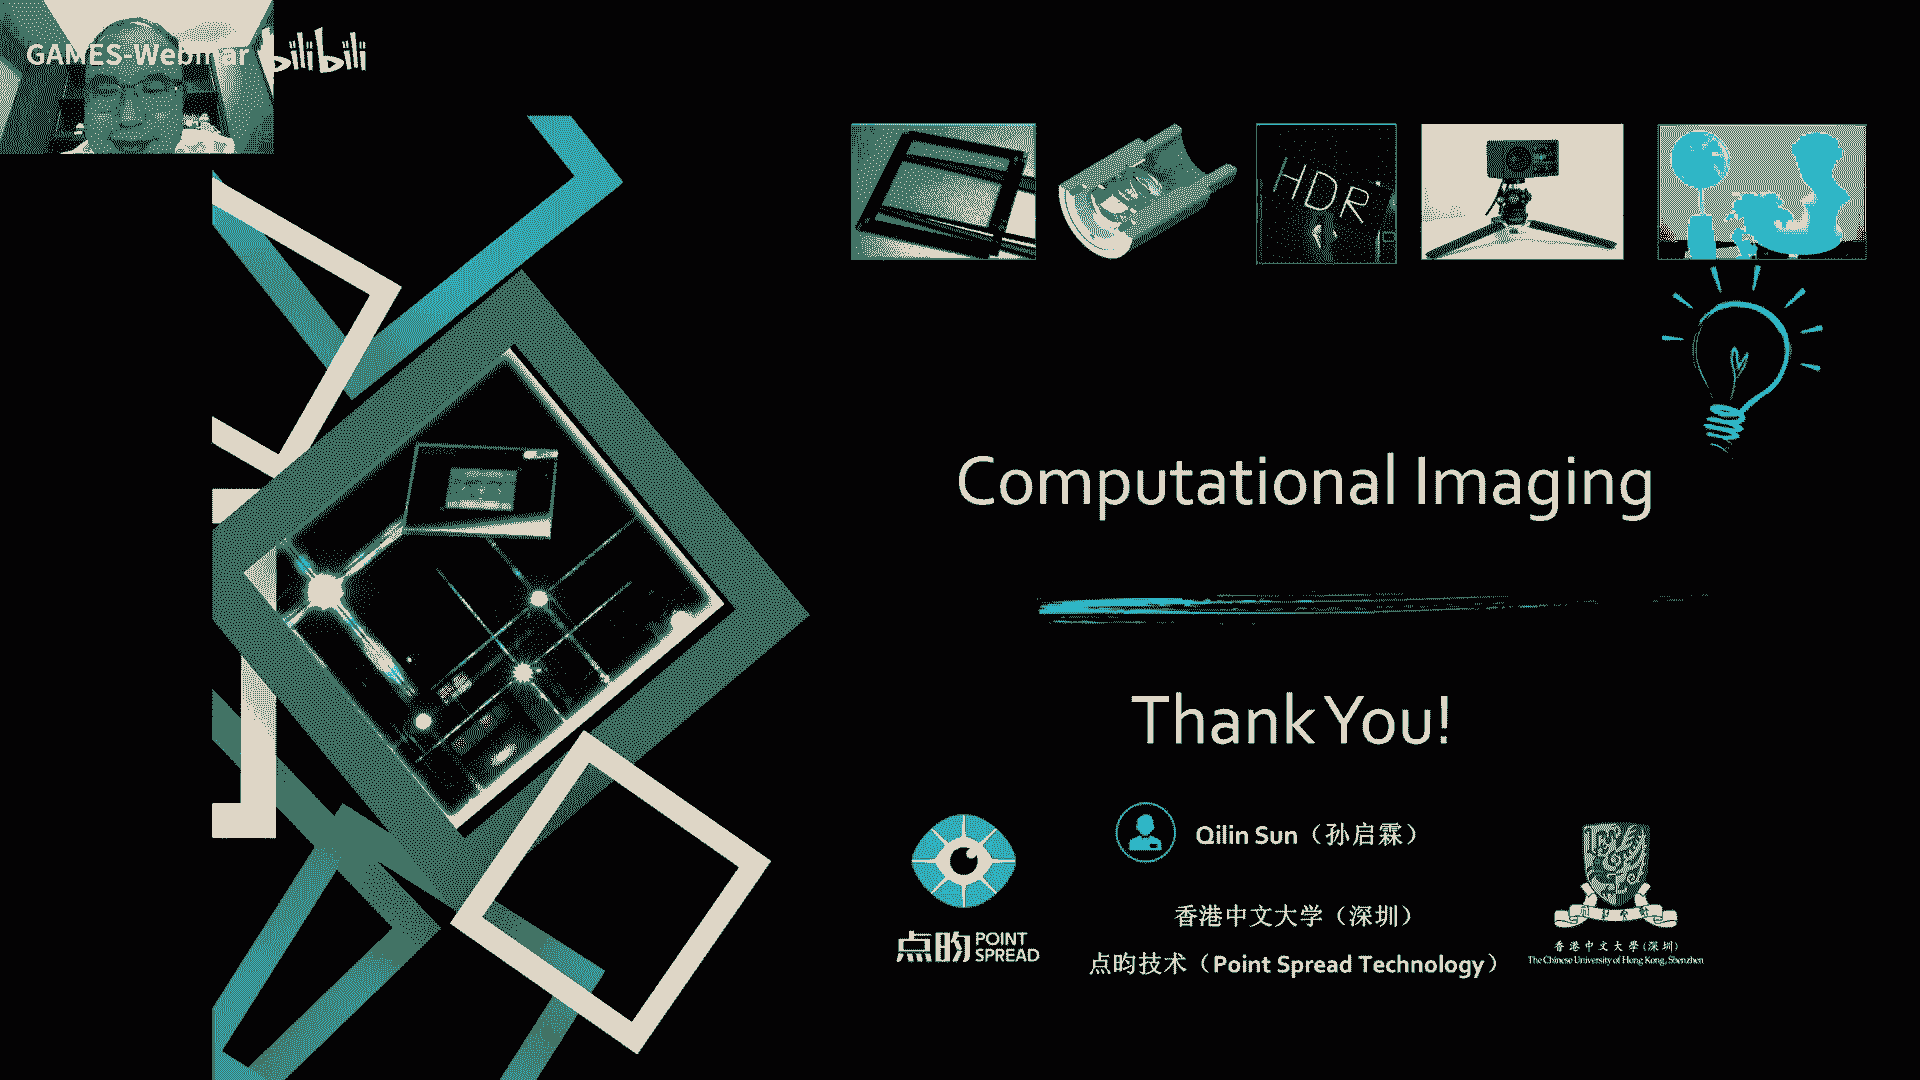 GAMES-Webinar bilibili
HDR
Computational Imaging
Thank You!
Qilin Sun（孙启霖）
香港中文大学（深圳）
点昀技术（Point Spread Technology）
点昀 POINT
SPREAD
香港中文大學(深圳)
The Chinese University of Hong Kong, Shenzhen